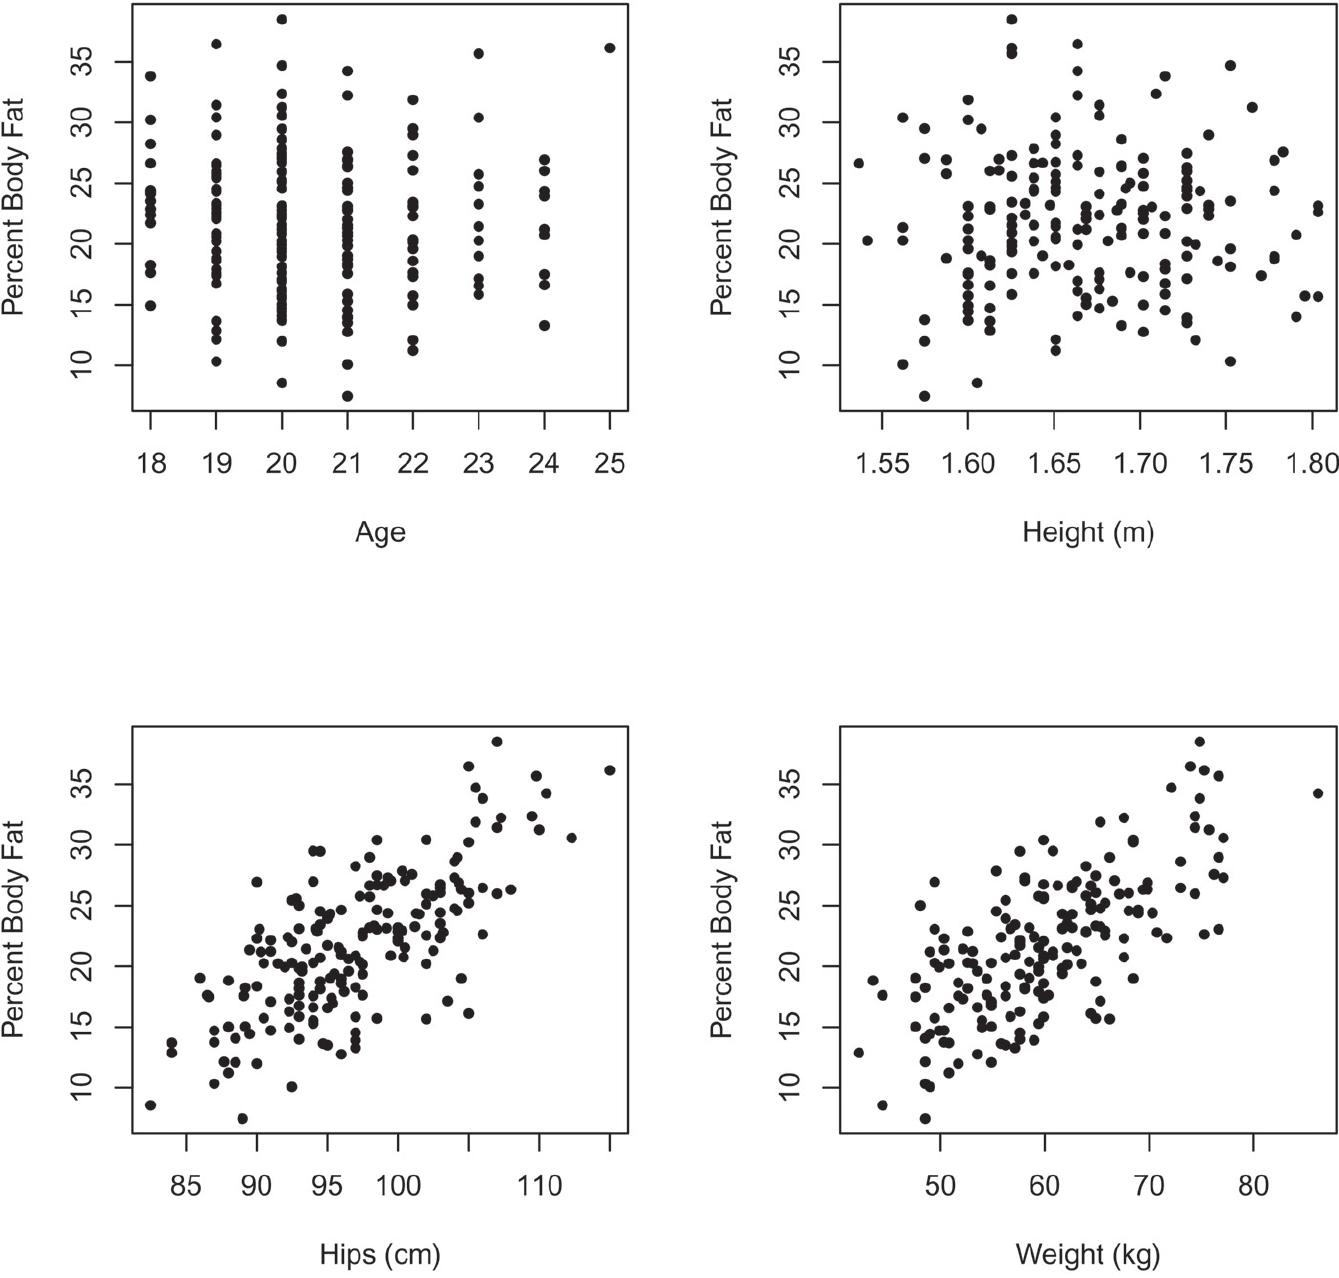 Percent Body Fat
35
30
25
20
15
10
18 19 20 21 22 23 24 25
Age
Percent Body Fat
35
30
25
20
15
10
1.55 1.60 1.65 1.70 1.75 1.80
Height (m)
Percent Body Fat
35
30
25
20
15
10
85 90 95 100 110
Hips (cm)
Percent Body Fat
35
30
25
20
15
10
50 60 70 80
Weight (kg)